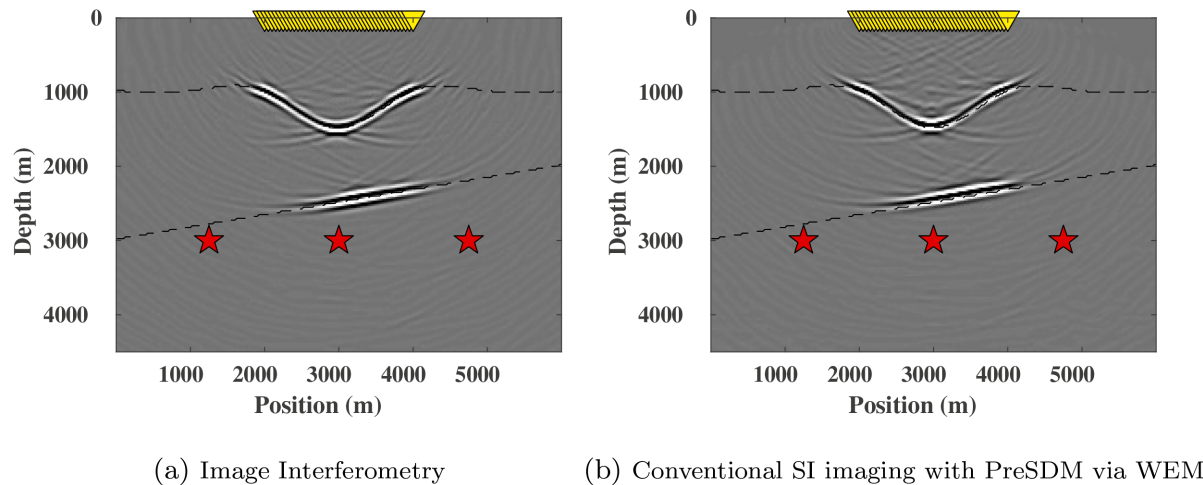 0
1000
2000
3000
4000
Depth (m)
1000 2000 3000 4000 5000
Position (m)
(a) Image Interferometry
0
1000
2000
3000
4000
Depth (m)
1000 2000 3000 4000 5000
Position (m)
(b) Conventional SI imaging with PreSDM via WEM